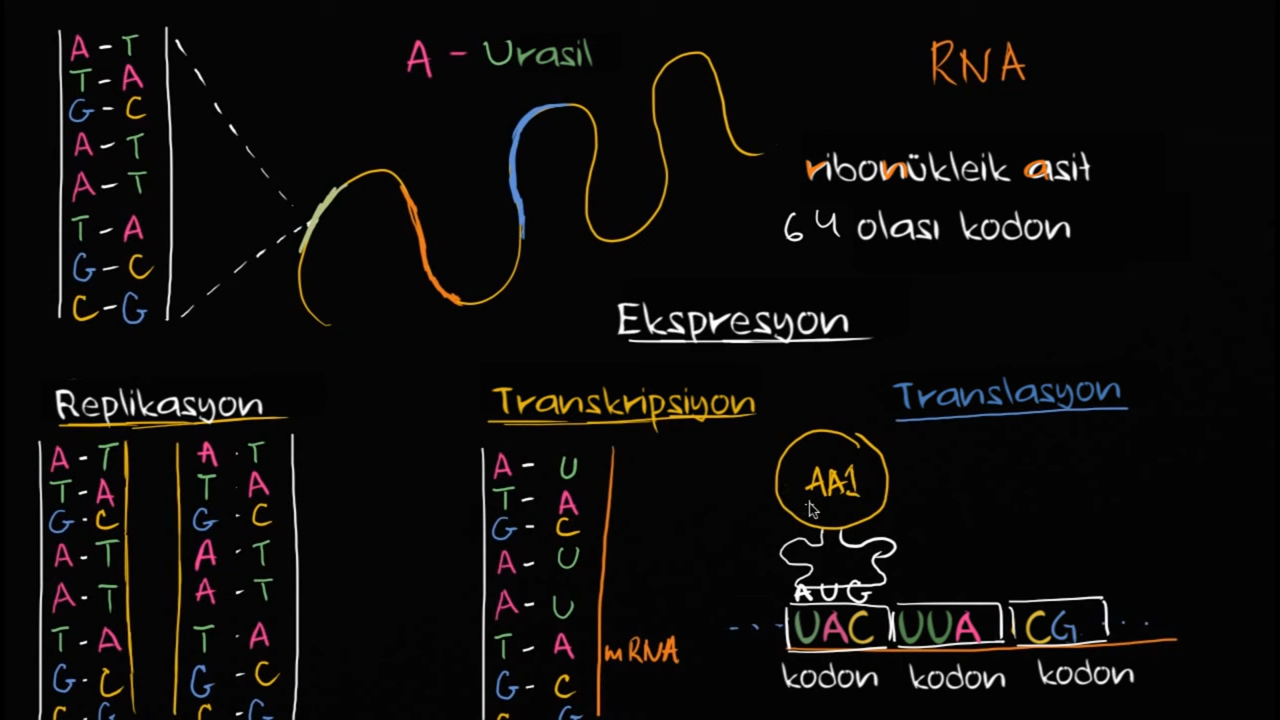 A - T
T - A
G - C
A - T
A - T
T - A
G - C
C - G
A - Urasil
RNA
ribonükleik asit
64 olası kodon
Ekspresyon
Replikasyon
A - T A · T
T - A T · A
G - C G · C
A - T A · T
A - T A · T
T - A T · A
G - C G · C
C - G C · G
Transkripsiyon
A - U
T - A
G - C
A - U
A - U
T - A
G - C
C G
mRNA
Translasyon
AA1
AUG
--- UAC UUA CG ...
kodon kodon kodon